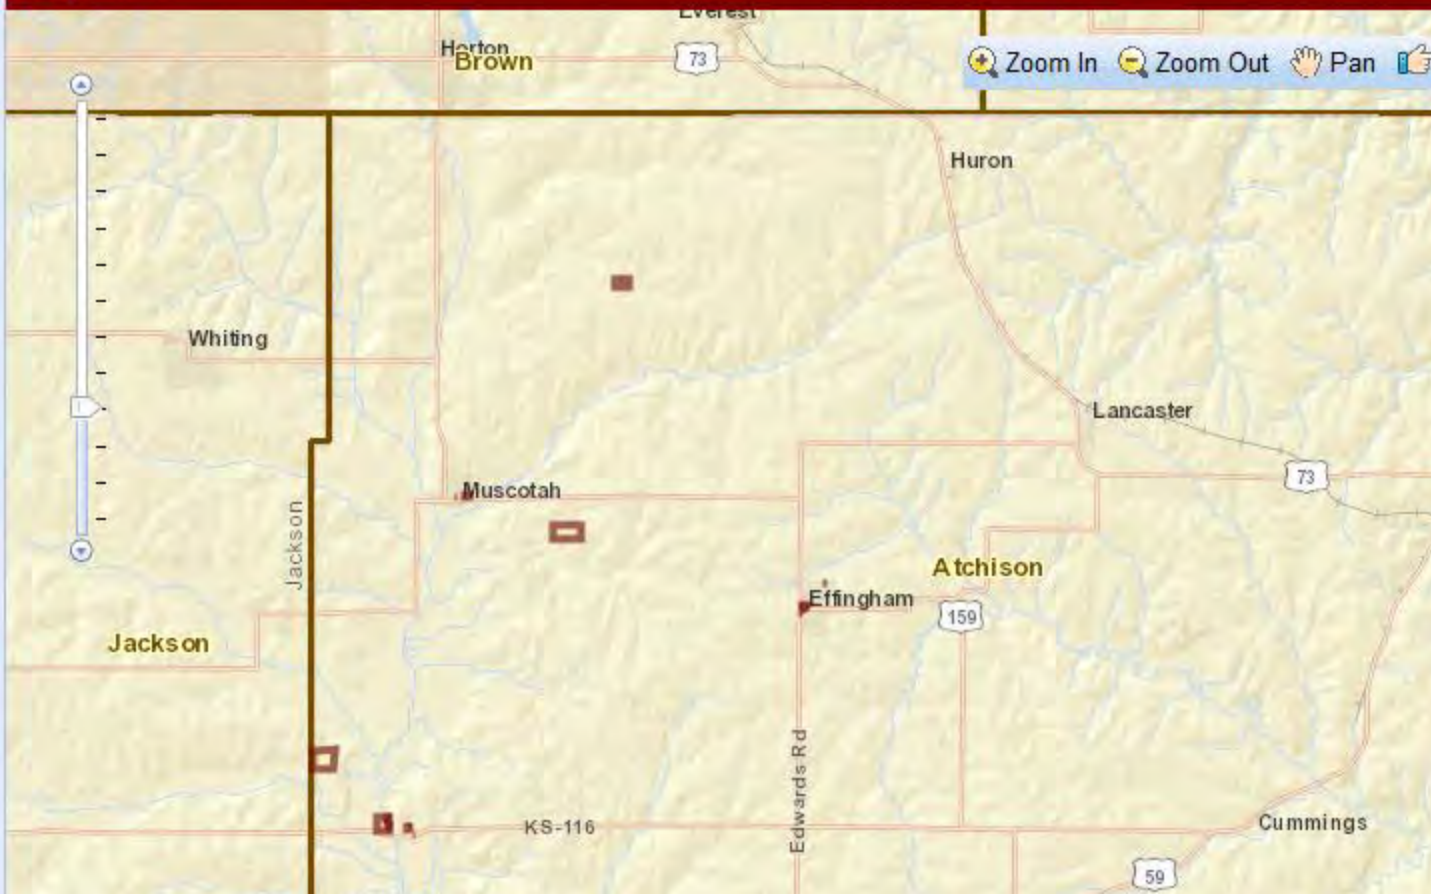 Everest
Horton
Brown
73
Zoom In Zoom Out Pan
Huron
Whiting
Lancaster
73
Muscotah
Jackson
Atchison
Effingham
159
Jackson
Edwards Rd
KS-116
Cummings
59